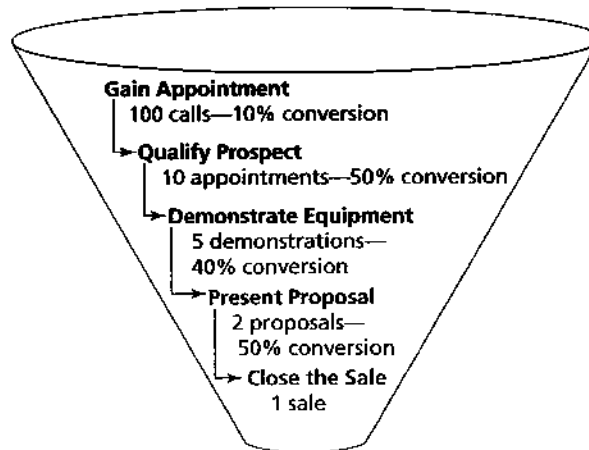 Gain Appointment
100 calls—10% conversion
Qualify Prospect
10 appointments—50% conversion
Demonstrate Equipment
5 demonstrations—
40% conversion
Present Proposal
2 proposals—
50% conversion
Close the Sale
1 sale